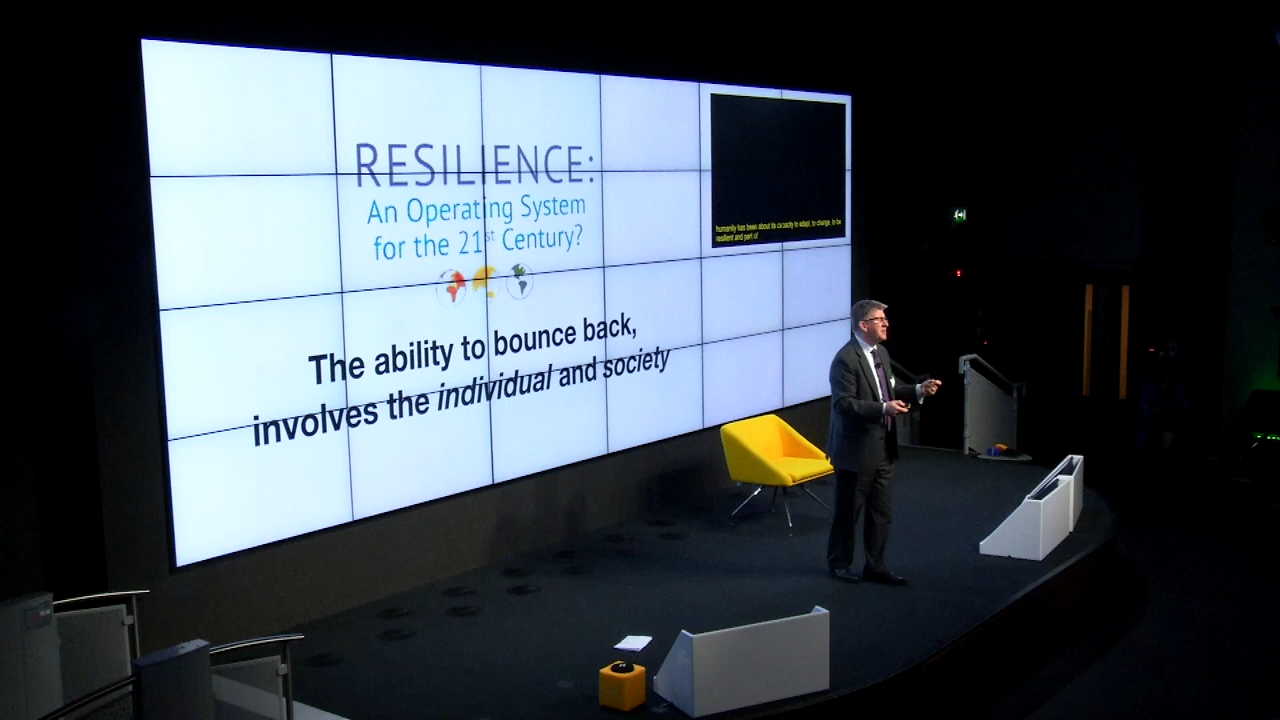 RESILIENCE:
An Operating System
for the 21st Century?
The ability to bounce back,
involves the individual and society
humanity has been about its capacity to adapt, to change, to be
resilient and part of